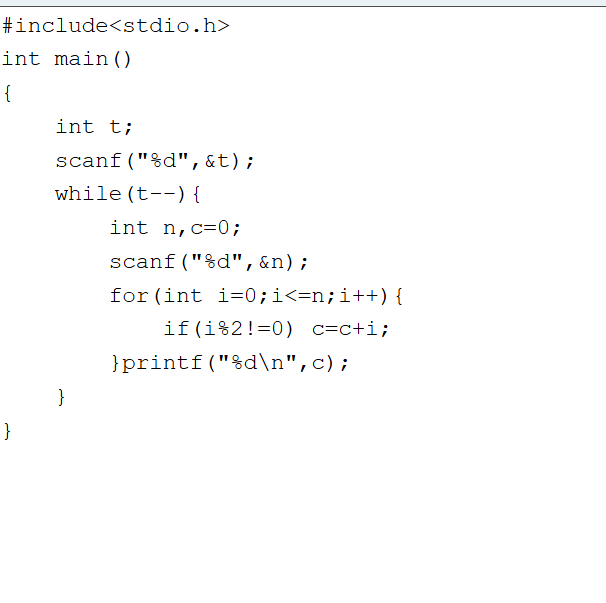 #include<stdio.h>
int main()
{
    int t;
    scanf("%d",&t);
    while(t--){
        int n,c=0;
        scanf("%d",&n);
        for(int i=0;i<=n;i++){
            if(i%2!=0) c=c+i;
        }printf("%d\n",c);
    }
}